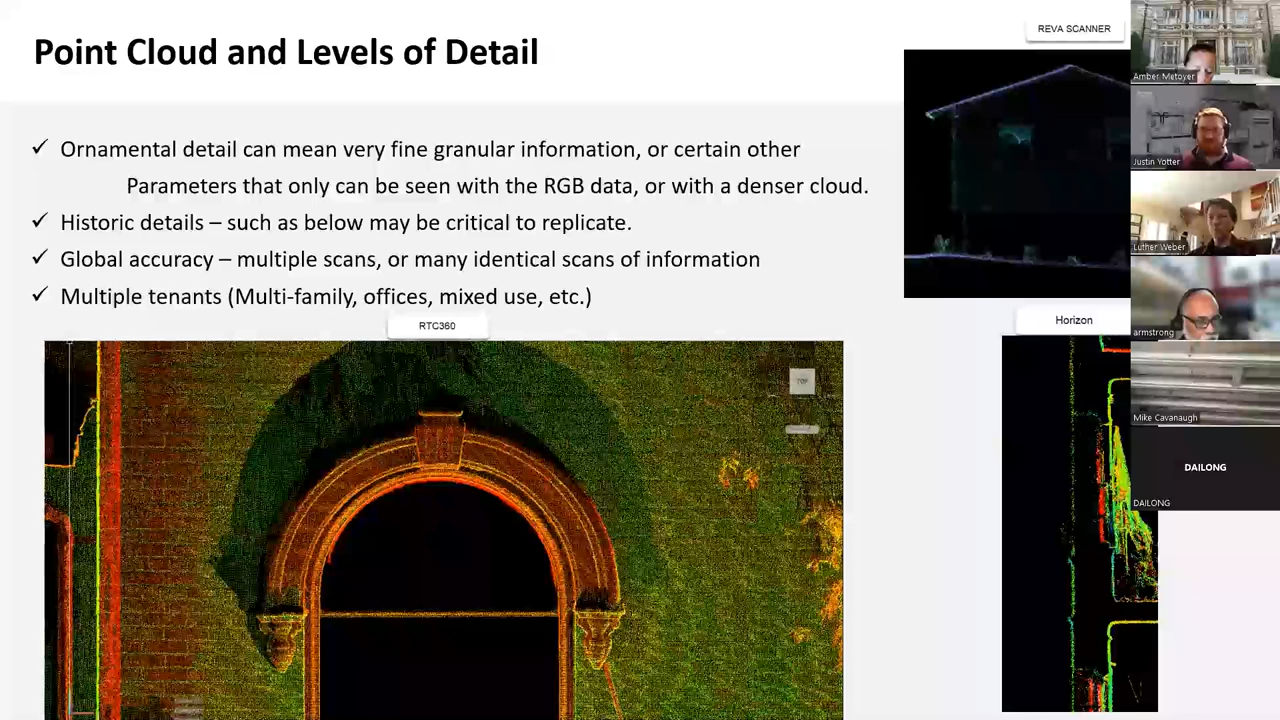 Point Cloud and Levels of Detail
✓ Ornamental detail can mean very fine granular information, or certain other
Parameters that only can be seen with the RGB data, or with a denser cloud.
✓ Historic details – such as below may be critical to replicate.
✓ Global accuracy – multiple scans, or many identical scans of information
✓ Multiple tenants (Multi-family, offices, mixed use, etc.)
RTC360
TOP
REVA SCANNER
Horizon
Amber Metoyer
Justin Yotter
Luther Weber
armstrong
Mike Cavanaugh
DAILONG
DAILONG